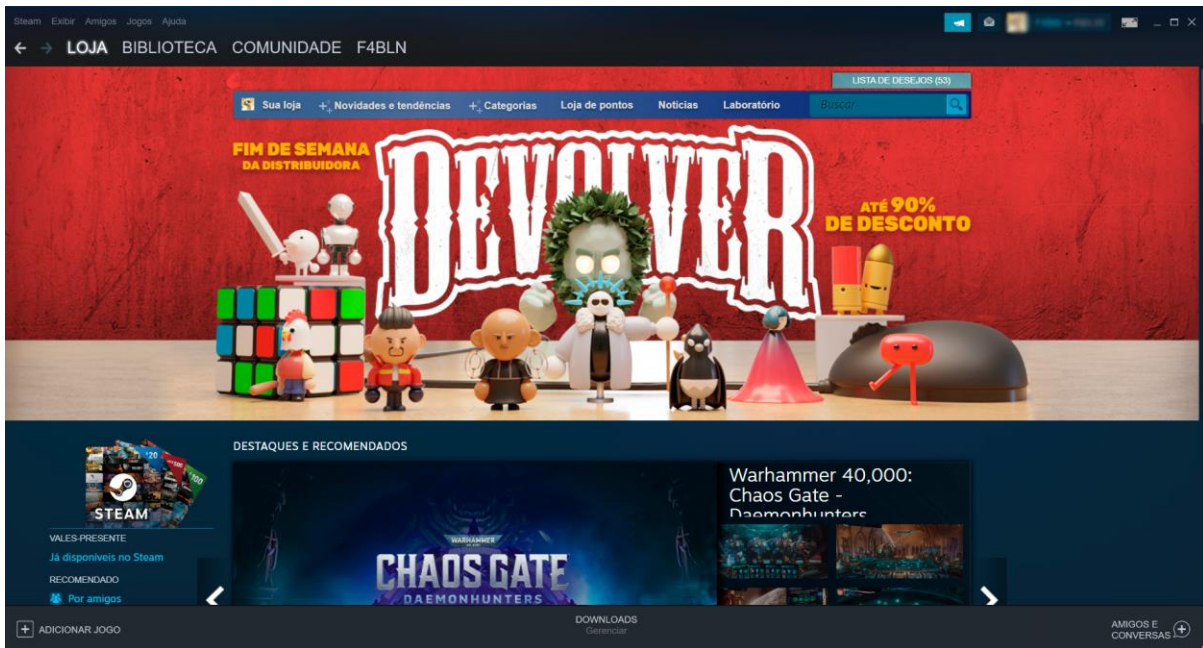 Steam Exibir Amigos Jogos Ajuda
LOJA BIBLIOTECA COMUNIDADE F4BLN
LISTA DE DESEJOS (53)
Sua loja Novidades e tendências Categorias Loja de pontos Notícias Laboratório Buscar
FIM DE SEMANA
DA DISTRIBUIDORA
DEVOLVER
ATÉ 90%
DE DESCONTO
DESTAQUES E RECOMENDADOS
20
100
STEAM
VALES-PRESENTE
Já disponíveis no Steam
RECOMENDADO
Por amigos
WARHAMMER
CHAOS GATE
DAEMONHUNTERS
Warhammer 40,000:
Chaos Gate -
Daemonhunters
ADICIONAR JOGO
DOWNLOADS
Gerenciar
AMIGOS E
CONVERSAS